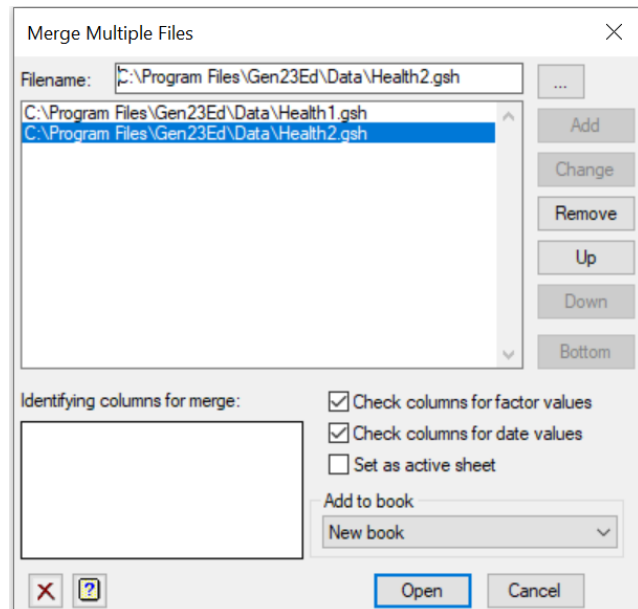 Merge Multiple Files
Filename: C:\Program Files\Gen23Ed\Data\Health2.gsh ...
C:\Program Files\Gen23Ed\Data\Health1.gsh
C:\Program Files\Gen23Ed\Data\Health2.gsh
Add
Change
Remove
Up
Down
Bottom
Identifying columns for merge:
Check columns for factor values
Check columns for date values
Set as active sheet
Add to book
New book
?
Open
Cancel